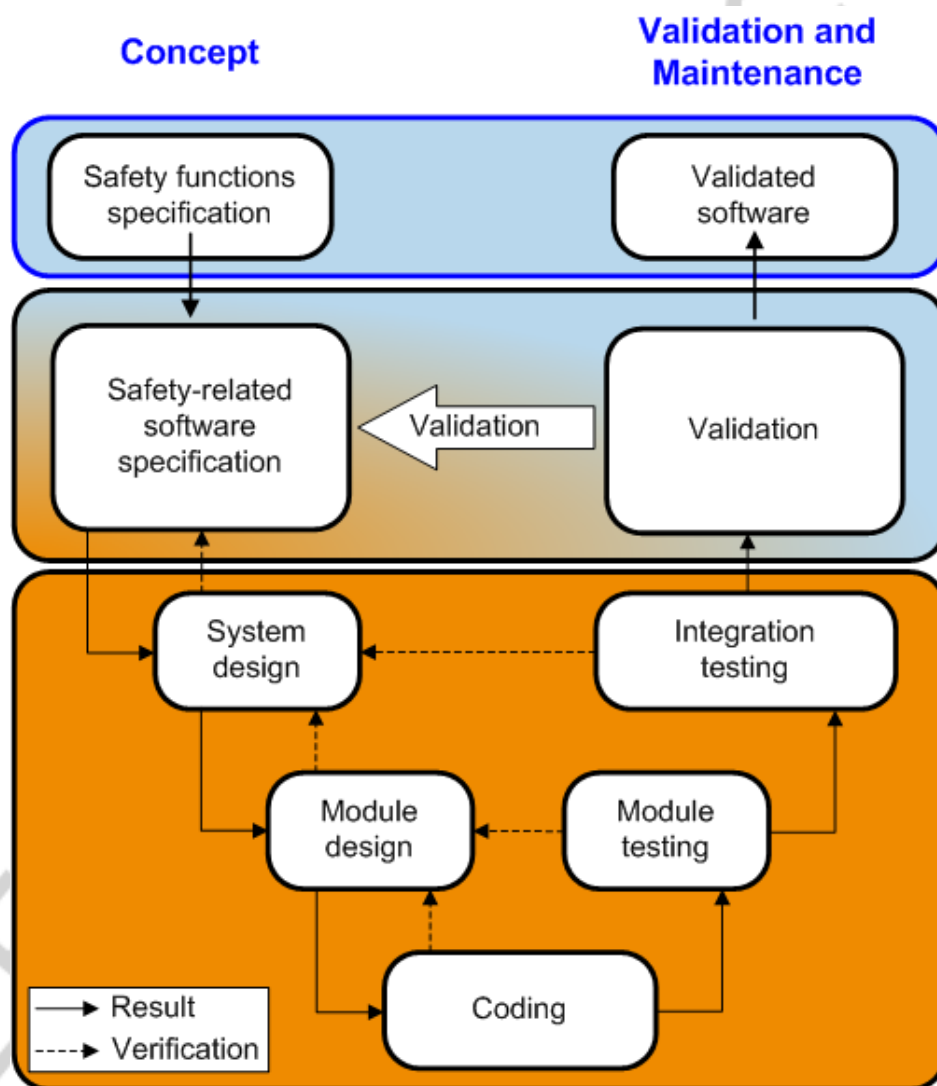 Concept
Validation and
Maintenance
Safety functions
specification
Validated
software
Safety-related
software
specification
Validation
Validation
System
design
Integration
testing
Module
design
Module
testing
Coding
Result
Verification